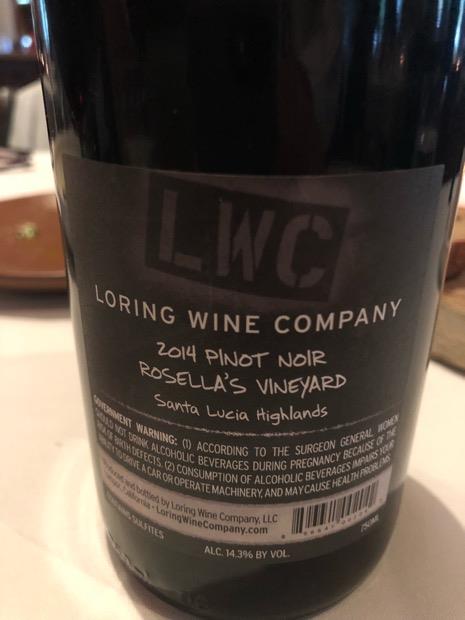 LWC
LORING WINE COMPANY
2014 PINOT NOIR
ROSELLA'S VINEYARD
Santa Lucia Highlands
GOVERNMENT WARNING: (1) ACCORDING TO THE SURGEON GENERAL, WOMEN
SHOULD NOT DRINK ALCOHOLIC BEVERAGES DURING PREGNANCY BECAUSE OF THE
RISK OF BIRTH DEFECTS. (2) CONSUMPTION OF ALCOHOLIC BEVERAGES IMPAIRS YOUR
ABILITY TO DRIVE A CAR OR OPERATE MACHINERY, AND MAY CAUSE HEALTH PROBLEMS.
Produced and bottled by Loring Wine Company, LLC
California • LoringWineCompany.com
SULFITES
750ML
ALC. 14.3% BY VOL.